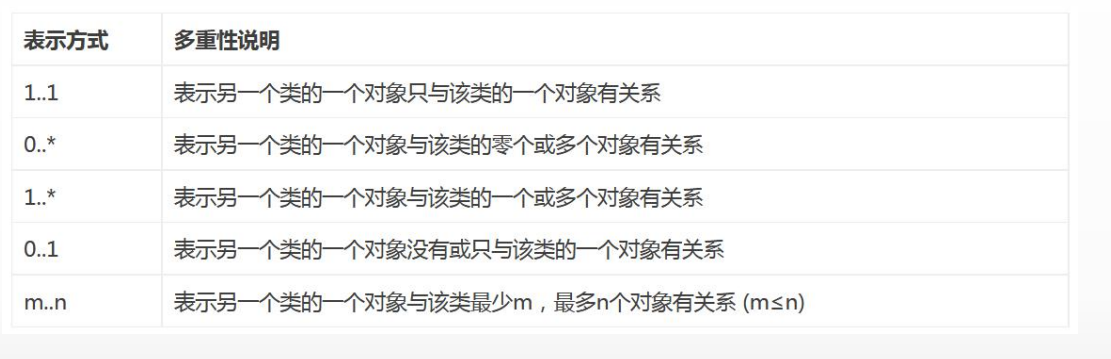 表示方式 多重性说明
1..1 表示另一个类的一个对象只与该类的一个对象有关系
0..* 表示另一个类的一个对象与该类的零个或多个对象有关系
1..* 表示另一个类的一个对象与该类的一个或多个对象有关系
0..1 表示另一个类的一个对象没有或只与该类的一个对象有关系
m..n 表示另一个类的一个对象与该类最少m，最多n个对象有关系 (m≤n)